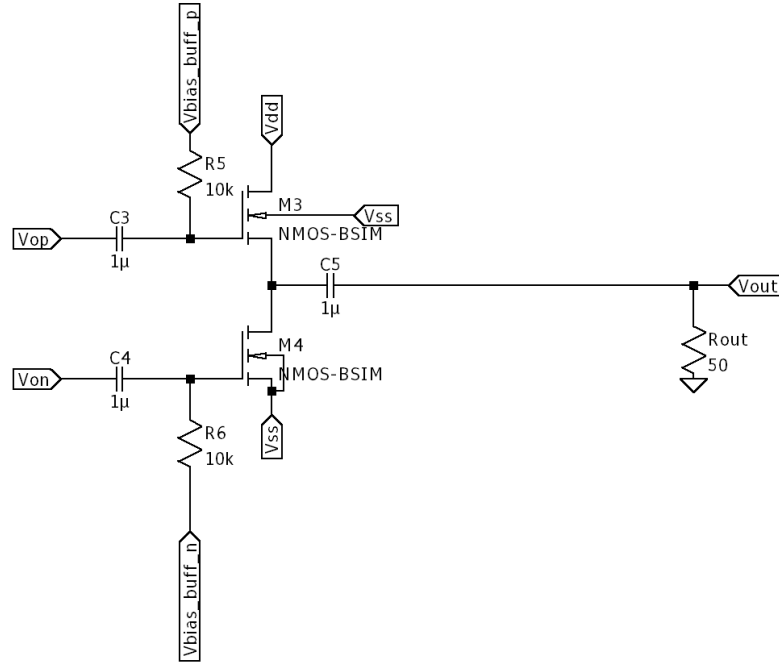 Vbias_buff_p
Vdd
R5
10k
M3
Vss
NMOS-BSIM
C3
Vop
1µ
C5
1µ
Vout
M4
NMOS-BSIM
Rout
50
C4
Von
1µ
Vss
R6
10k
Vbias_buff_n